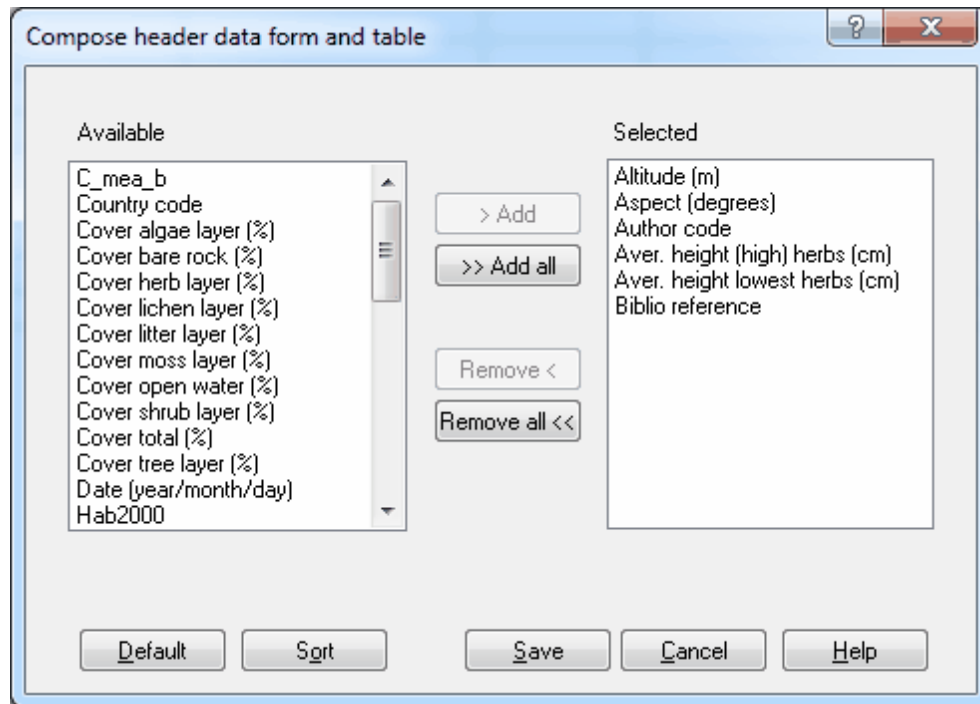 Compose header data form and table
?
X
Available
C_mea_b
Country code
Cover algae layer (%)
Cover bare rock (%)
Cover herb layer (%)
Cover lichen layer (%)
Cover litter layer (%)
Cover moss layer (%)
Cover open water (%)
Cover shrub layer (%)
Cover total (%)
Cover tree layer (%)
Date (year/month/day)
Hab2000
> Add
>> Add all
Remove <
Remove all <<
Selected
Altitude (m)
Aspect (degrees)
Author code
Aver. height (high) herbs (cm)
Aver. height lowest herbs (cm)
Biblio reference
Default
Sort
Save
Cancel
Help